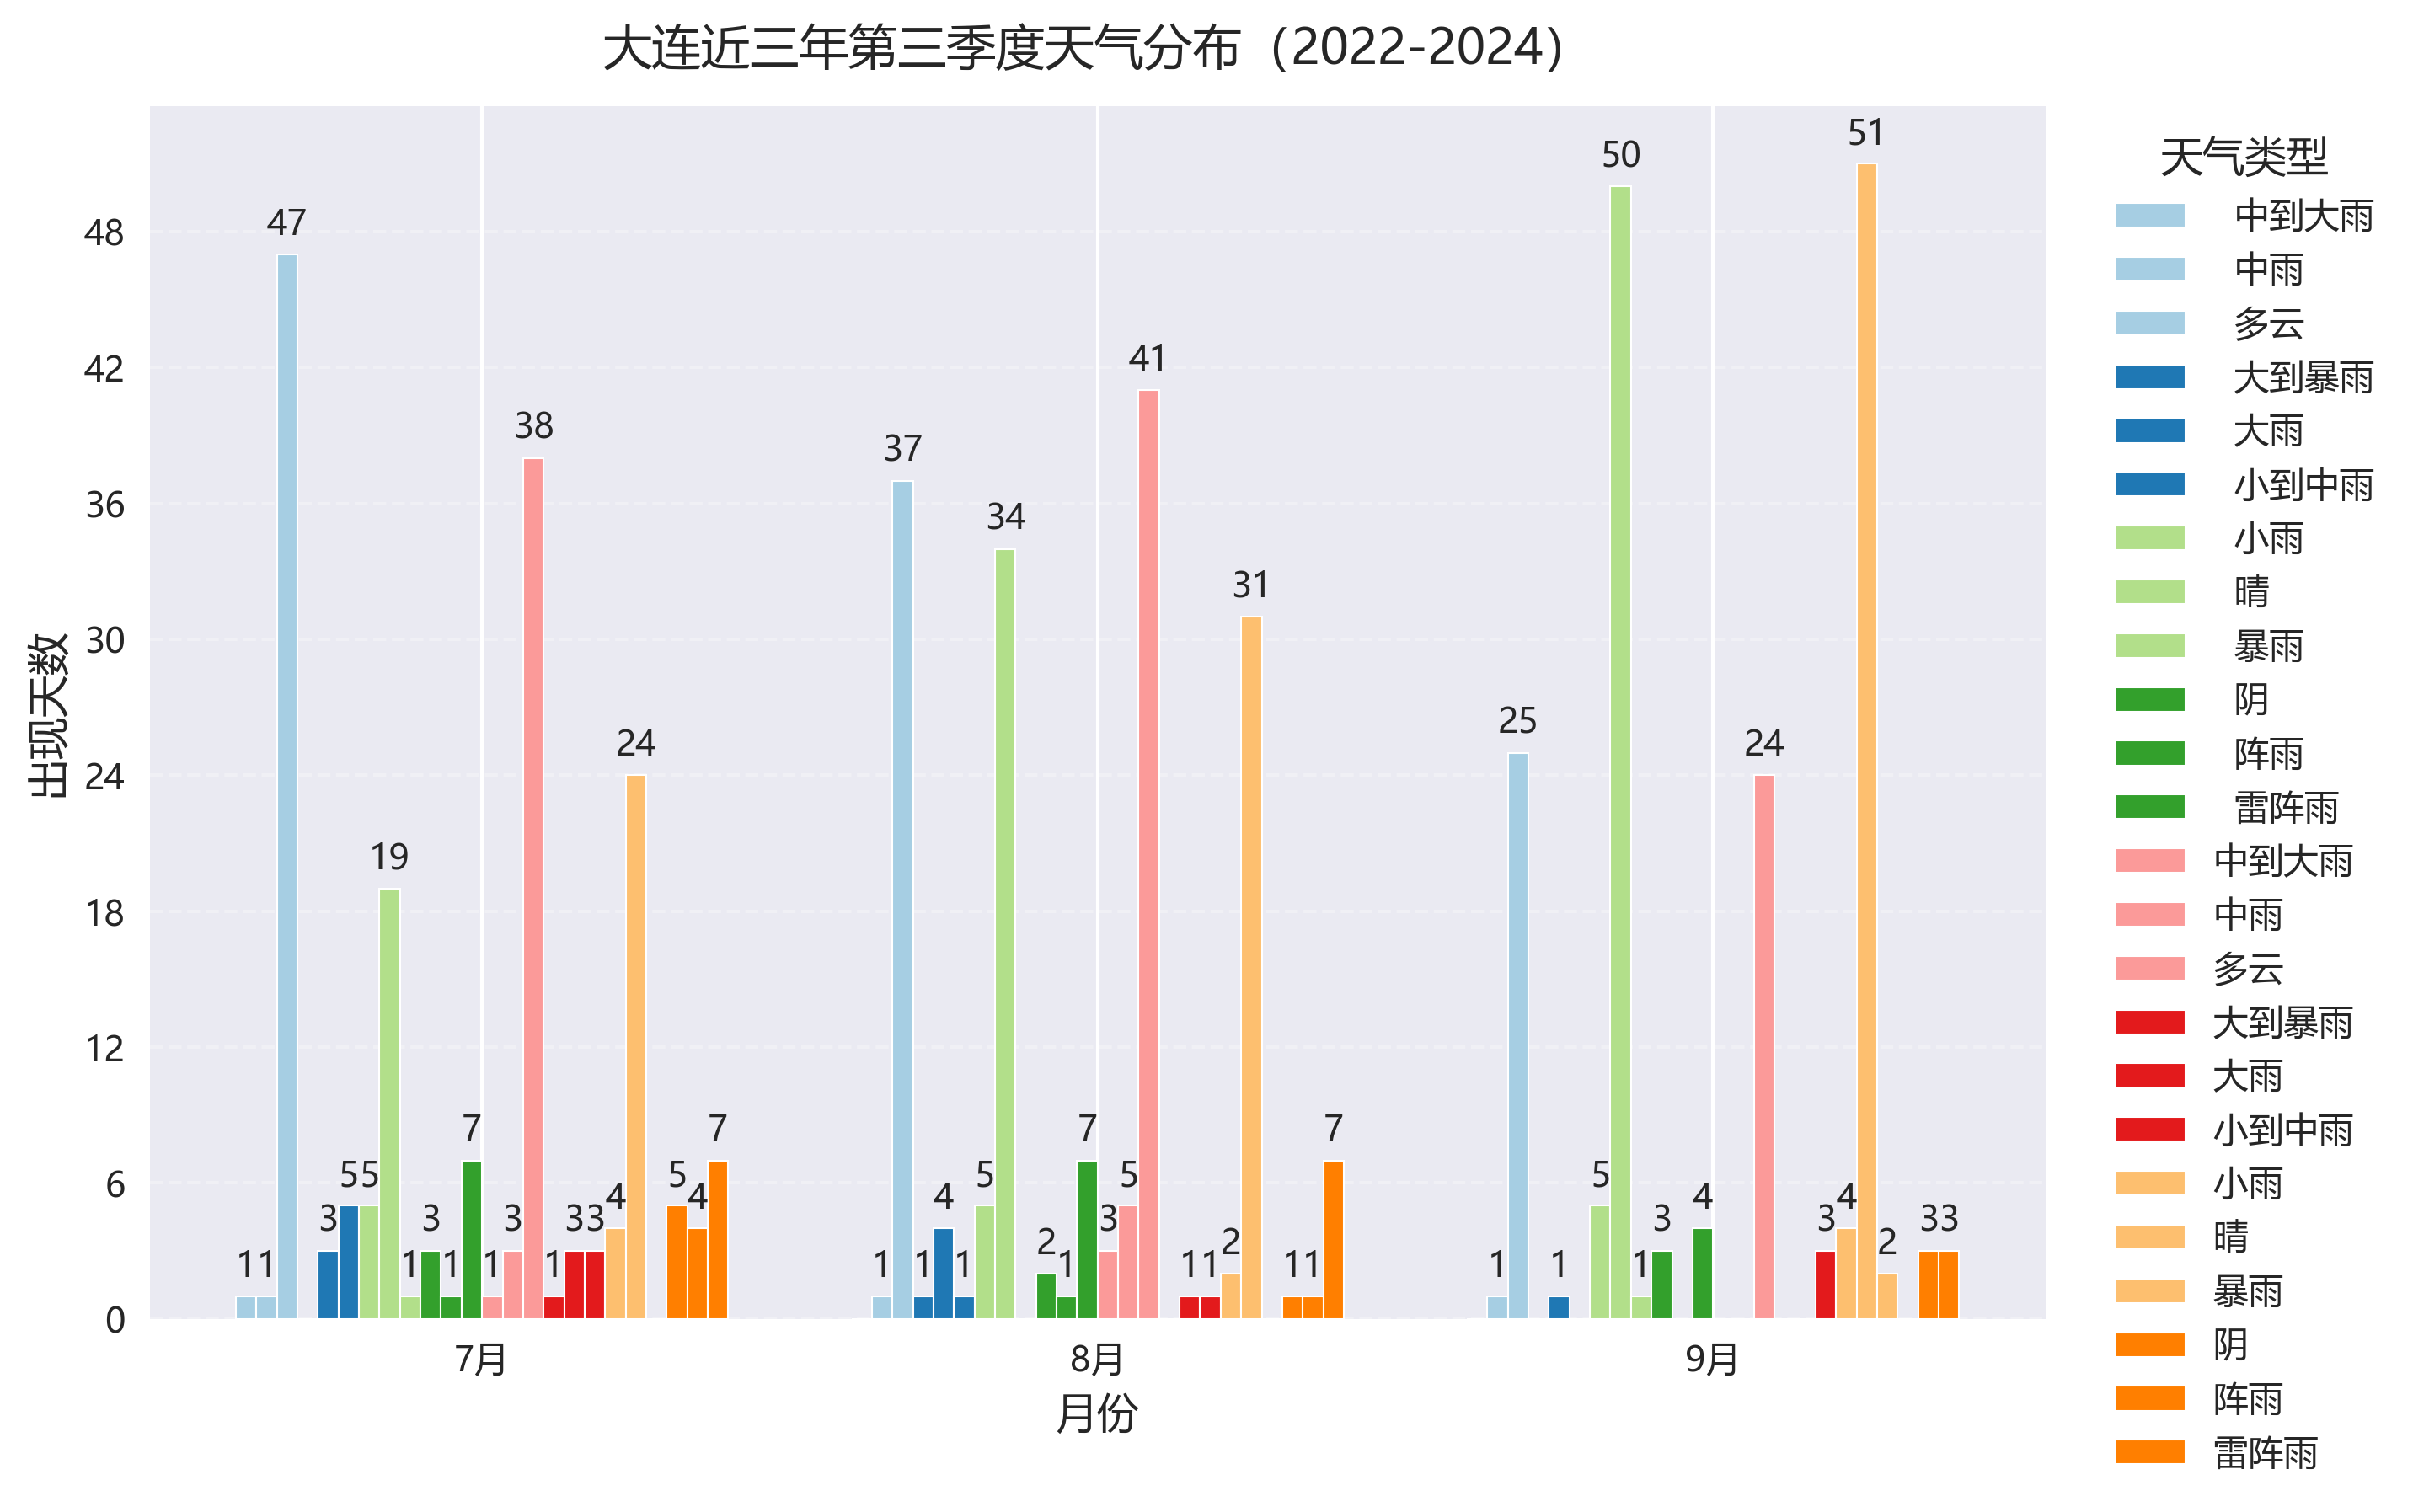 大连近三年第三季度天气分布（2022-2024）
出现天数
48
42
36
30
24
18
12
6
0
1 1 47 3 5 5 19 1 3 1 7 1 3 38 1 3 3 4 24 5 4 7
1 37 1 4 1 5 34 2 1 7 3 5 41 1 1 2 31 1 1 7
1 25 1 5 50 1 3 4 24 3 4 51 2 3 3
7月 8月 9月
月份
天气类型
中到大雨
中雨
多云
大到暴雨
大雨
小到中雨
小雨
晴
暴雨
阴
阵雨
雷阵雨
中到大雨
中雨
多云
大到暴雨
大雨
小到中雨
小雨
晴
暴雨
阴
阵雨
雷阵雨